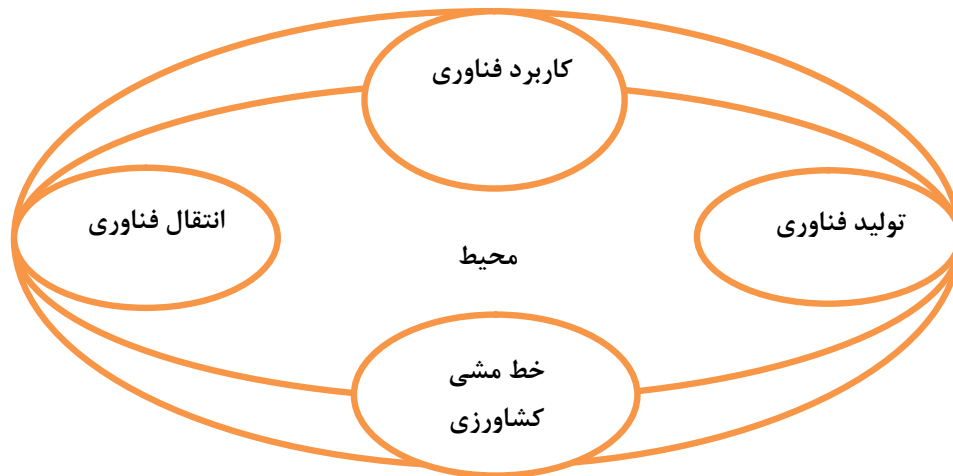 کاربرد فناوری
تولید فناوری
انتقال فناوری
محیط
خط مشی
کشاورزی